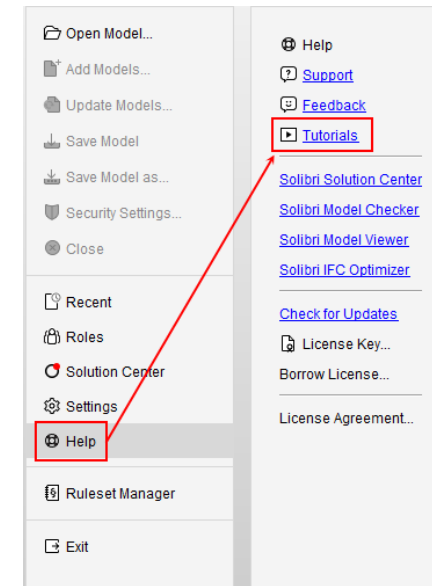 Open Model...
Add Models...
Update Models...
Save Model
Save Model as...
Security Settings...
Close
Recent
Roles
Solution Center
Settings
Help
Ruleset Manager
Exit
Help
Support
Feedback
Tutorials
Solibri Solution Center
Solibri Model Checker
Solibri Model Viewer
Solibri IFC Optimizer
Check for Updates
License Key...
Borrow License...
License Agreement...